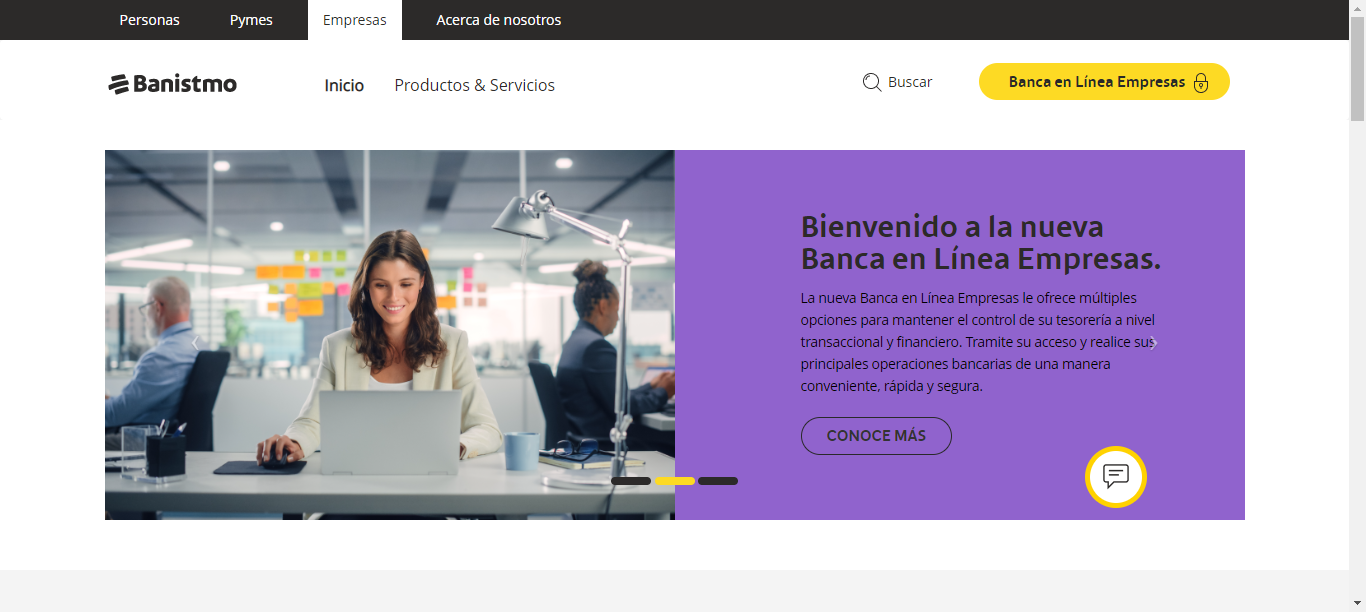 Personas
Pymes
Empresas
Acerca de nosotros
Banistmo
Inicio
Productos & Servicios
Buscar
Banca en Línea Empresas
Bienvenido a la nueva
Banca en Línea Empresas.
La nueva Banca en Línea Empresas le ofrece múltiples
opciones para mantener el control de su tesorería a nivel
transaccional y financiero. Tramite su acceso y realice sus
principales operaciones bancarias de una manera
conveniente, rápida y segura.
CONOCE MÁS